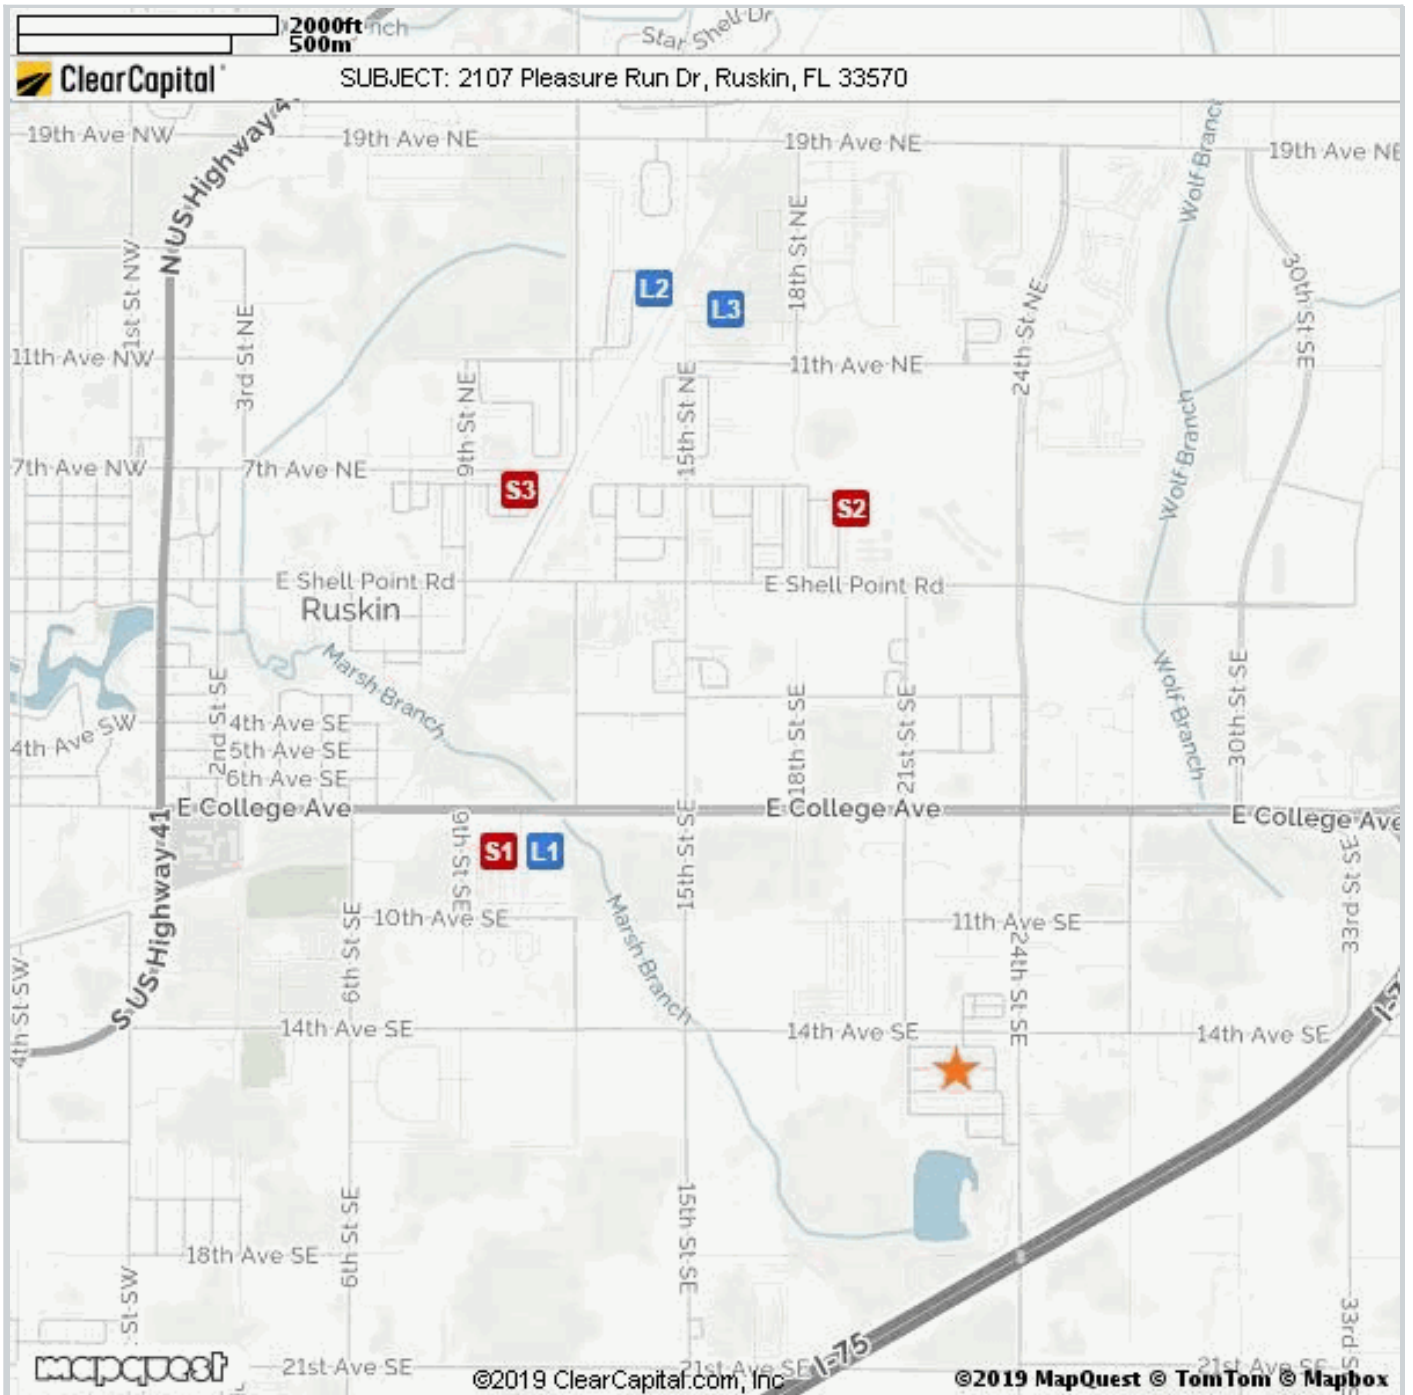 2000ft
nch
500m
Star Shell Dr
ClearCapital
SUBJECT: 2107 Pleasure Run Dr, Ruskin, FL 33570
19th Ave NW
19th Ave NE
19th Ave NE
19th Ave NE
N US Highway 4
Wolf Branc
18th St NE
1st St NW
30th St SE
L2
L3
24th St NE
3rd St NE
11th Ave NW
11th Ave NE
9th St NE
15th St NE
Wolf Branch
7th Ave NW
7th Ave NE
S3
S2
E Shell Point Rd
E Shell Point Rd
Ruskin
Marsh Branch
Wolf Branch
2nd St SE
18th St SE
21st St SE
30th St SE
4th Ave SW
4th Ave SE
5th Ave SE
6th Ave SE
E College Ave
E College Ave
E College Ave
S US Highway 41
9th St SE
S1
L1
15th St SE
33rd St SE
10th Ave SE
11th Ave SE
Marsh Branch
6th St SE
24th St SE
4th St SW
14th Ave SE
14th Ave SE
14th Ave SE
I-7
18th Ave SE
6th St SE
15th St SE
St SW
33rd S
mapquest
21st Ave SE
21st Ave SE
I-75
21st Ave SE
©2019 ClearCapital.com, Inc
©2019 MapQuest © TomTom © Mapbox